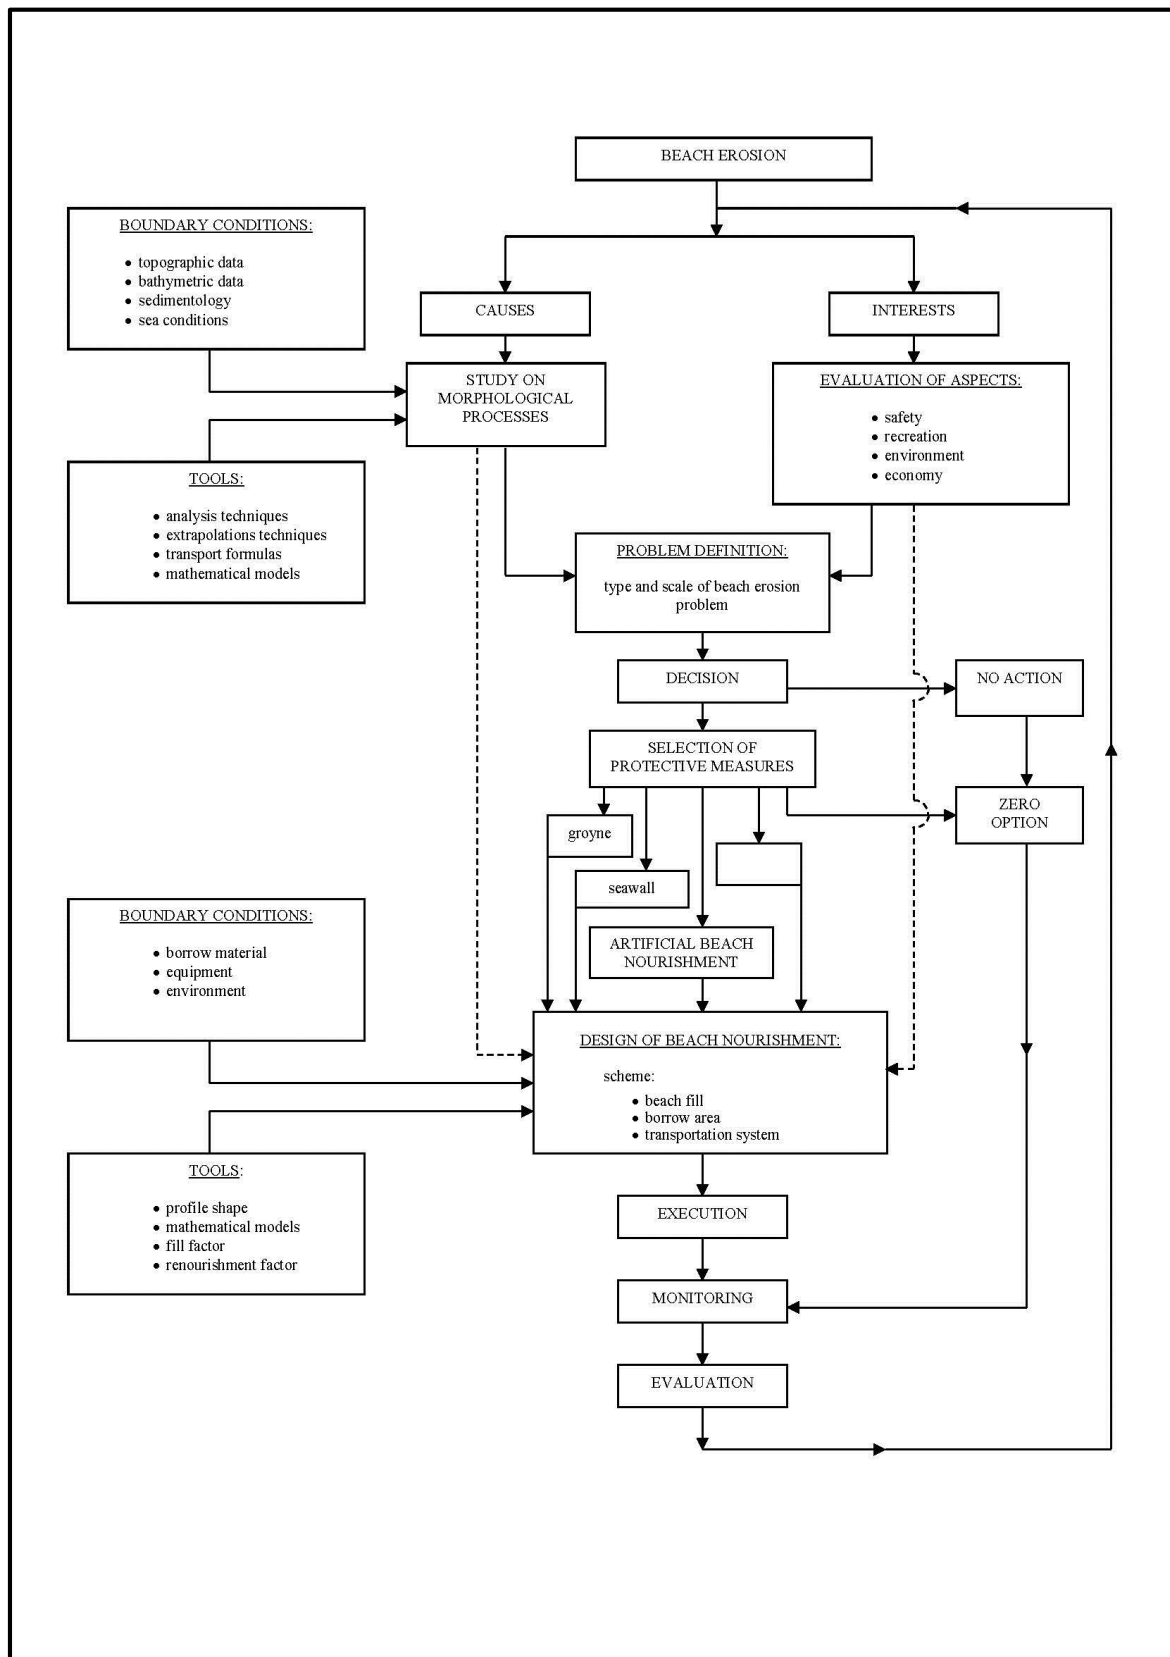 BEACH EROSION
BOUNDARY CONDITIONS:
• topographic data
• bathymetric data
• sedimentology
• sea conditions
CAUSES
INTERESTS
STUDY ON
MORPHOLOGICAL
PROCESSES
EVALUATION OF ASPECTS:
• safety
• recreation
• environment
• economy
TOOLS:
• analysis techniques
• extrapolations techniques
• transport formulas
• mathematical models
PROBLEM DEFINITION:
type and scale of beach erosion
problem
DECISION
NO ACTION
SELECTION OF
PROTECTIVE MEASURES
ZERO
OPTION
groyne
seawall
ARTIFICIAL BEACH
NOURISHMENT
BOUNDARY CONDITIONS:
• borrow material
• equipment
• environment
DESIGN OF BEACH NOURISHMENT:
scheme:
• beach fill
• borrow area
• transportation system
TOOLS:
• profile shape
• mathematical models
• fill factor
• renourishment factor
EXECUTION
MONITORING
EVALUATION